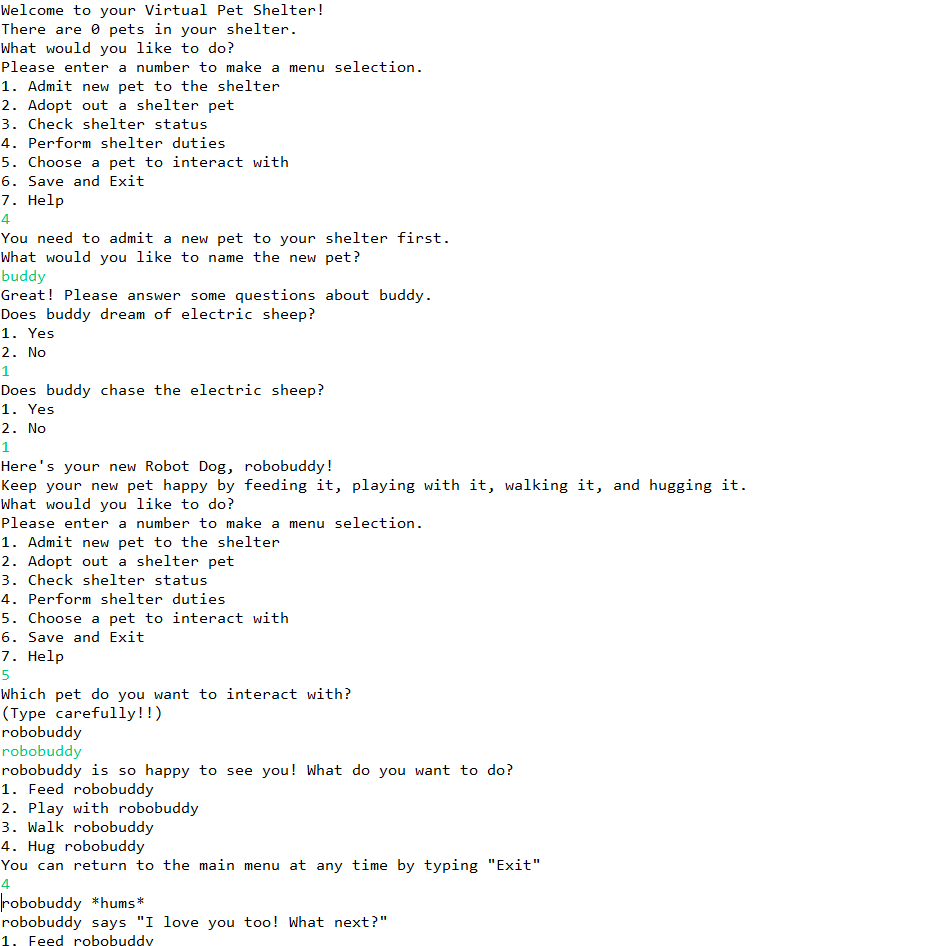 Welcome to your Virtual Pet Shelter!
There are 0 pets in your shelter.
What would you like to do?
Please enter a number to make a menu selection.
1. Admit new pet to the shelter
2. Adopt out a shelter pet
3. Check shelter status
4. Perform shelter duties
5. Choose a pet to interact with
6. Save and Exit
7. Help
4
You need to admit a new pet to your shelter first.
What would you like to name the new pet?
buddy
Great! Please answer some questions about buddy.
Does buddy dream of electric sheep?
1. Yes
2. No
1
Does buddy chase the electric sheep?
1. Yes
2. No
1
Here's your new Robot Dog, robobuddy!
Keep your new pet happy by feeding it, playing with it, walking it, and hugging it.
What would you like to do?
Please enter a number to make a menu selection.
1. Admit new pet to the shelter
2. Adopt out a shelter pet
3. Check shelter status
4. Perform shelter duties
5. Choose a pet to interact with
6. Save and Exit
7. Help
5
Which pet do you want to interact with?
(Type carefully!!)
robobuddy
robobuddy
robobuddy is so happy to see you! What do you want to do?
1. Feed robobuddy
2. Play with robobuddy
3. Walk robobuddy
4. Hug robobuddy
You can return to the main menu at any time by typing "Exit"
4
robobuddy *hums*
robobuddy says "I love you too! What next?"
1. Feed robobuddy